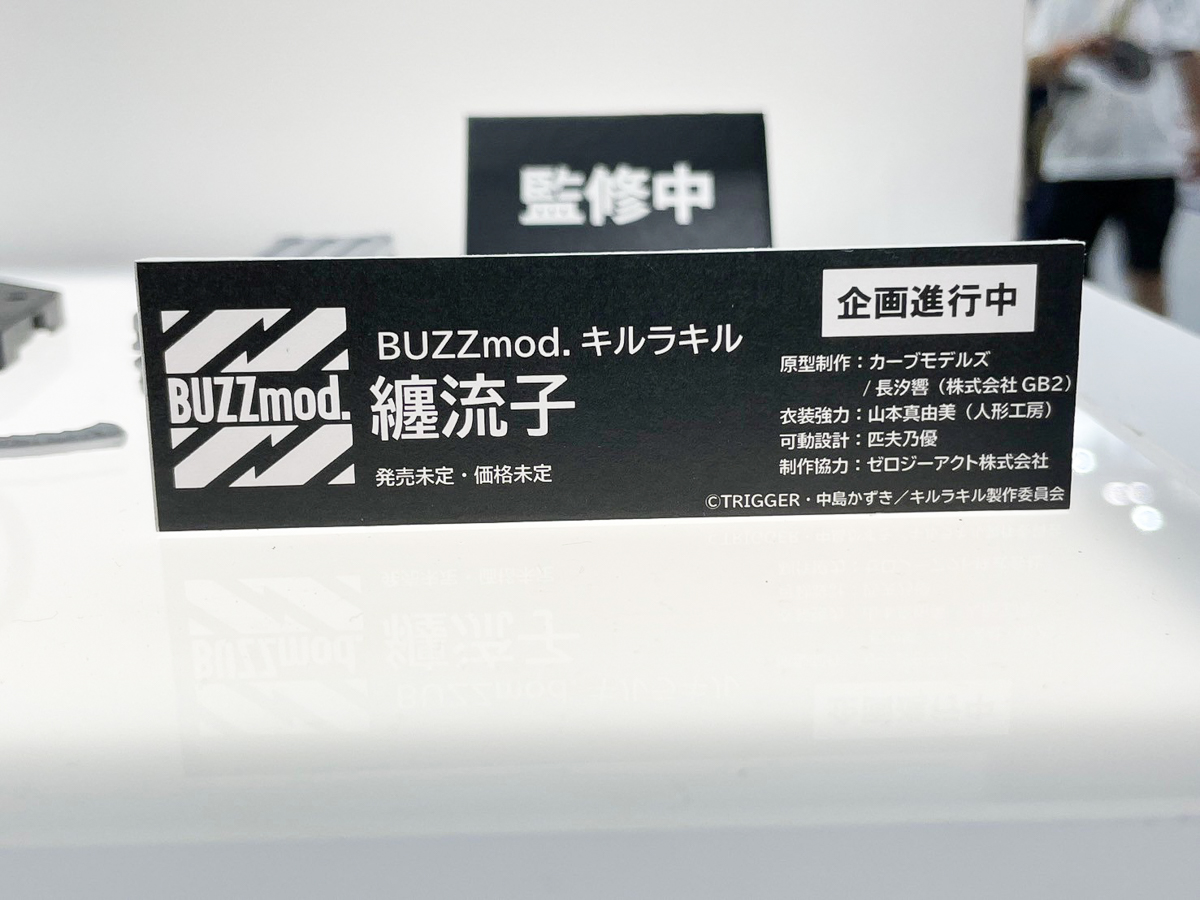 監修中
企画進行中
BUZZmod.
BUZZmod. キルラキル
纏流子
発売未定・価格未定
原型制作：カーブモデルズ
/ 長汐響（株式会社GB2）
衣装強力：山本真由美（人形工房）
可動設計：匹夫乃優
制作協力：ゼロジーアクト株式会社
©TRIGGER・中島かずき／キルラキル製作委員会